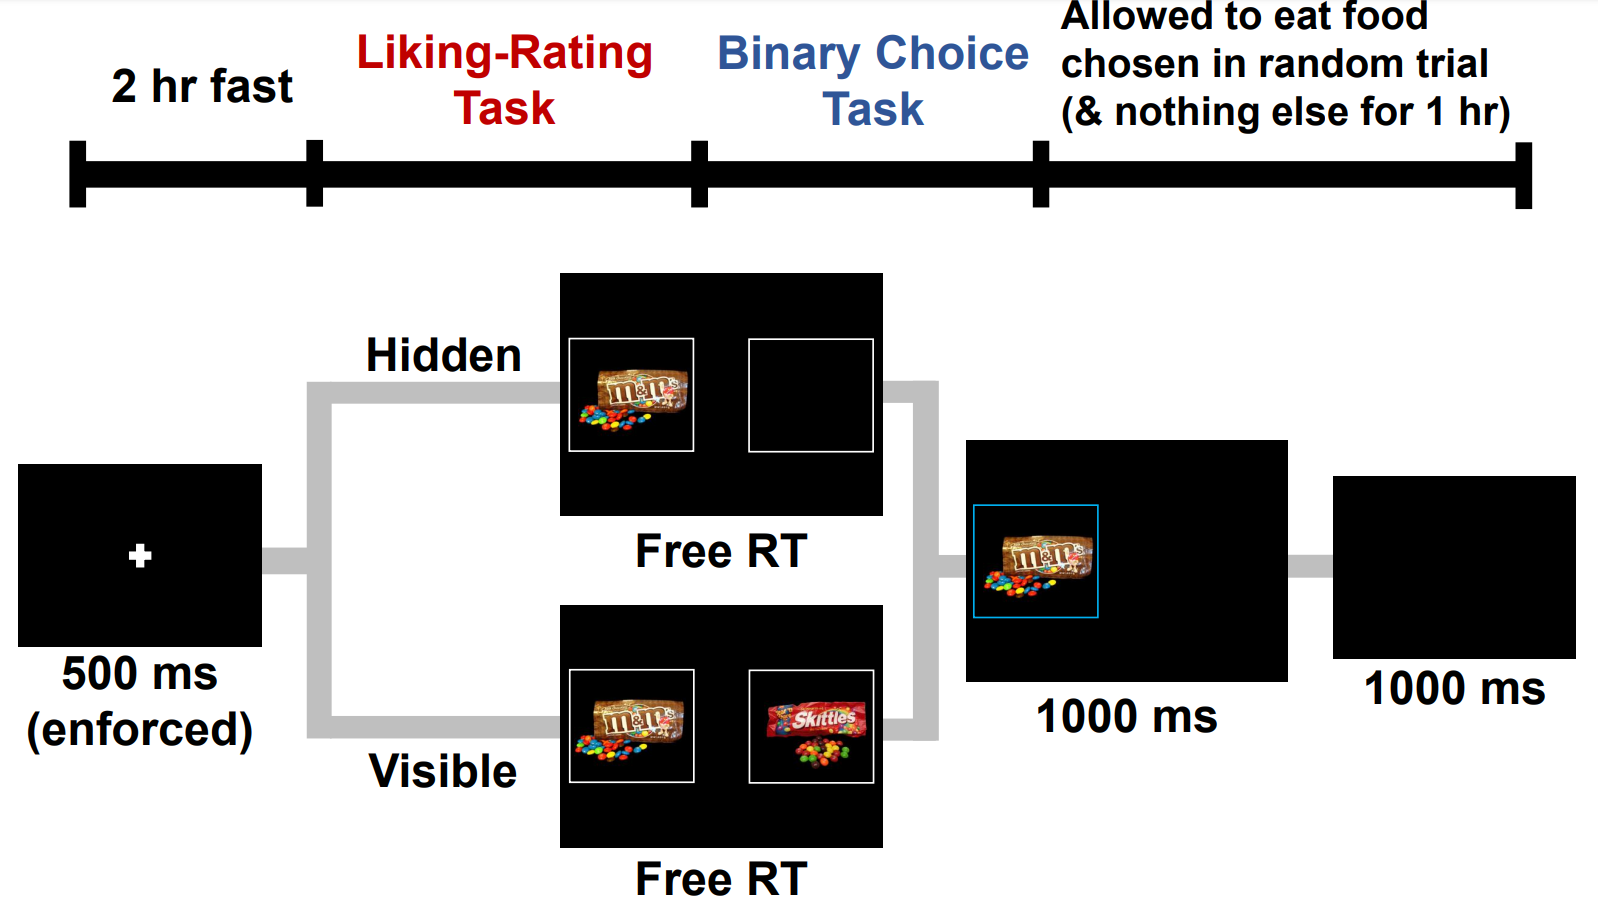 2 hr fast
Liking-Rating
Task
Binary Choice
Task
Allowed to eat food
chosen in random trial
(& nothing else for 1 hr)
Hidden
m&m's
Free RT
500 ms
(enforced)
Visible
m&m's
Skittles
Free RT
m&m's
1000 ms
1000 ms